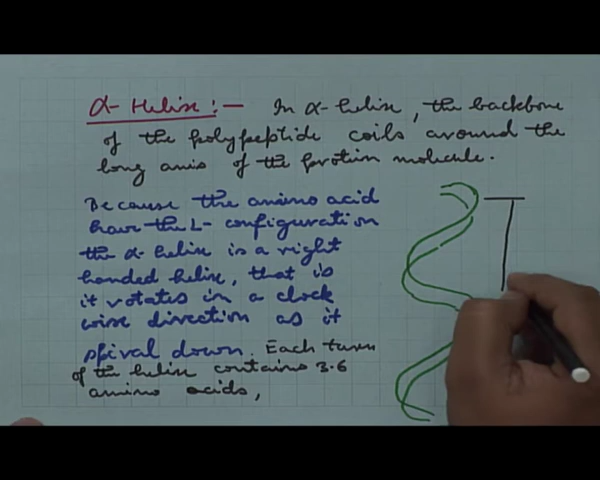 α- Helix :—  In α-helix, the backbone
of the polypeptide coils around the
long axis of the protein molecule.
Because the amino acid
have the L- configuration
the α-helix is a right
handed helix, that is
it rotates in a clock
wise direction as it
spiral down. Each turn
of the helix contains 3.6
amino acids,